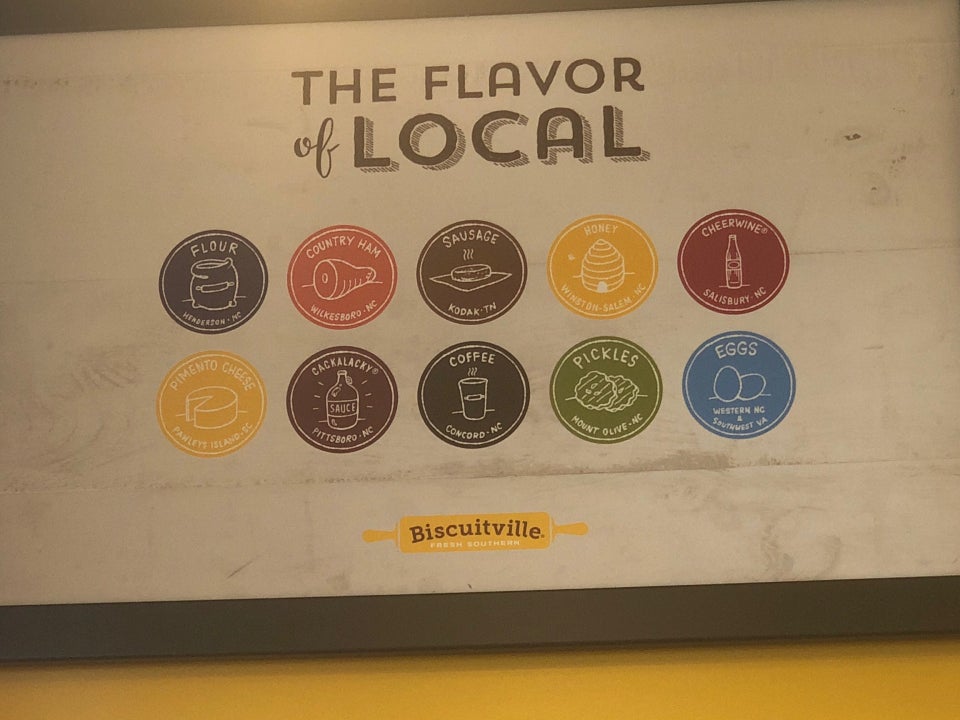 THE FLAVOR
of LOCAL
FLOUR
HENDERSON • NC
COUNTRY HAM
WILKESBORO • NC
SAUSAGE
KODAK • TN
HONEY
WINSTON-SALEM • NC
CHEERWINE®
SALISBURY • NC
PIMENTO CHEESE
PAWLEYS ISLAND • SC
CACKALACKY®
SAUCE
PITTSBORO • NC
COFFEE
CONCORD • NC
PICKLES
MOUNT OLIVE • NC
EGGS
WESTERN NC
&
SOUTHWEST VA
Biscuitville®
FRESH SOUTHERN